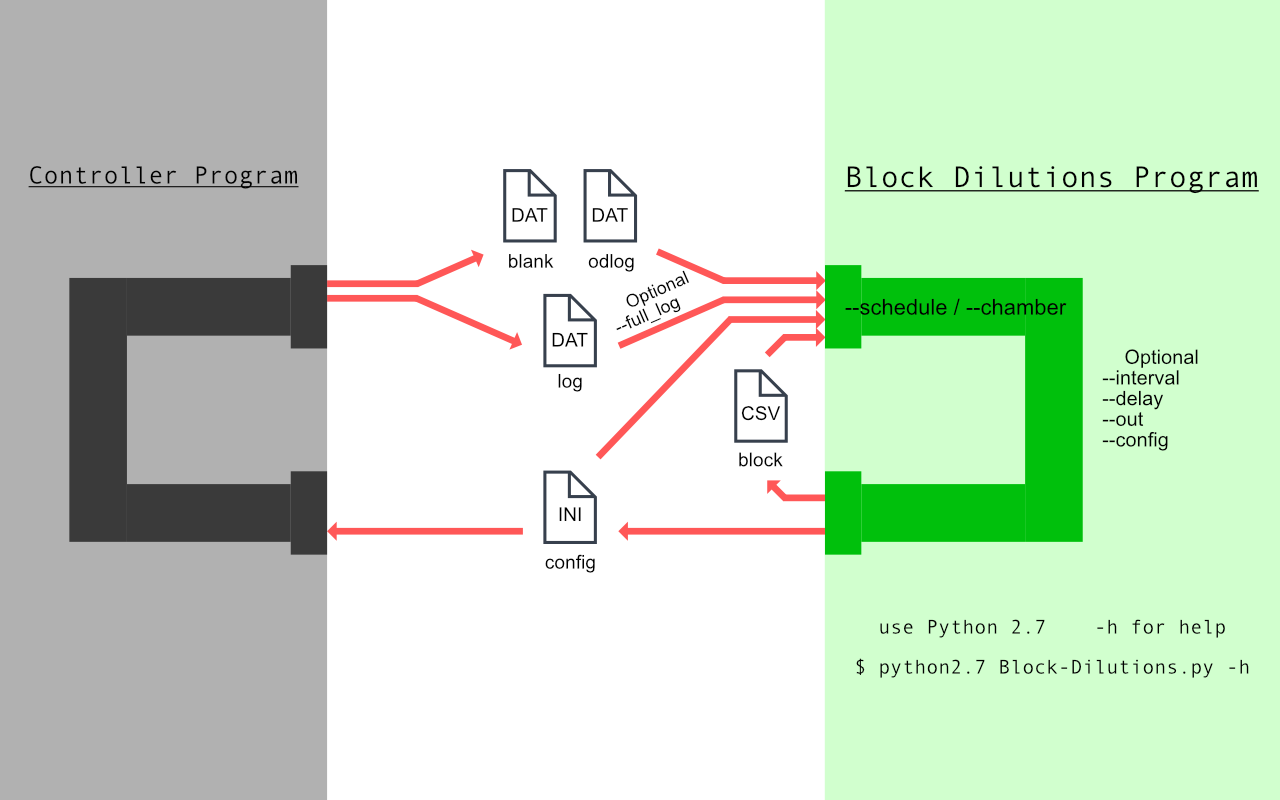 Controller Program
Block Dilutions Program
DAT
DAT
blank
odlog
Optional
--full_log
DAT
log
--schedule / --chamber
Optional
--interval
--delay
--out
--config
CSV
block
INI
config
use Python 2.7    -h for help
$ python2.7 Block-Dilutions.py -h